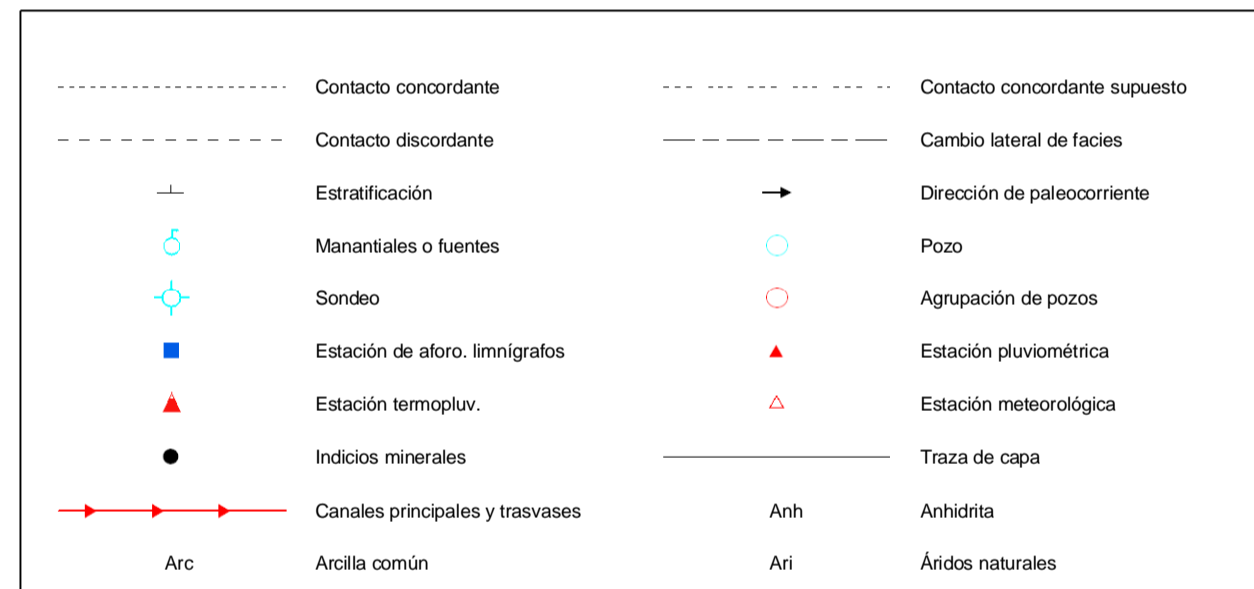 Contacto concordante
Contacto concordante supuesto
Contacto discordante
Cambio lateral de facies
Estratificación
Dirección de paleocorriente
Manantiales o fuentes
Pozo
Sondeo
Agrupación de pozos
Estación de aforo. limnígrafos
Estación pluviométrica
Estación termopluv.
Estación meteorológica
Indicios minerales
Traza de capa
Canales principales y trasvases
Anh Anhidrita
Arc Arcilla común
Ari Áridos naturales